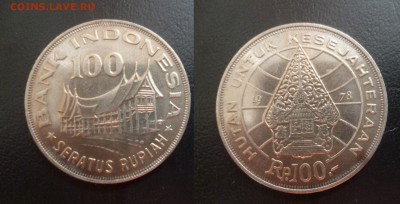 COINS.LAVE.RU
BANK INDONESIA
100
SERATUS RUPIAH
HUTAN UNTUK KESEJAHTERAAN
19 78
Rp100:-